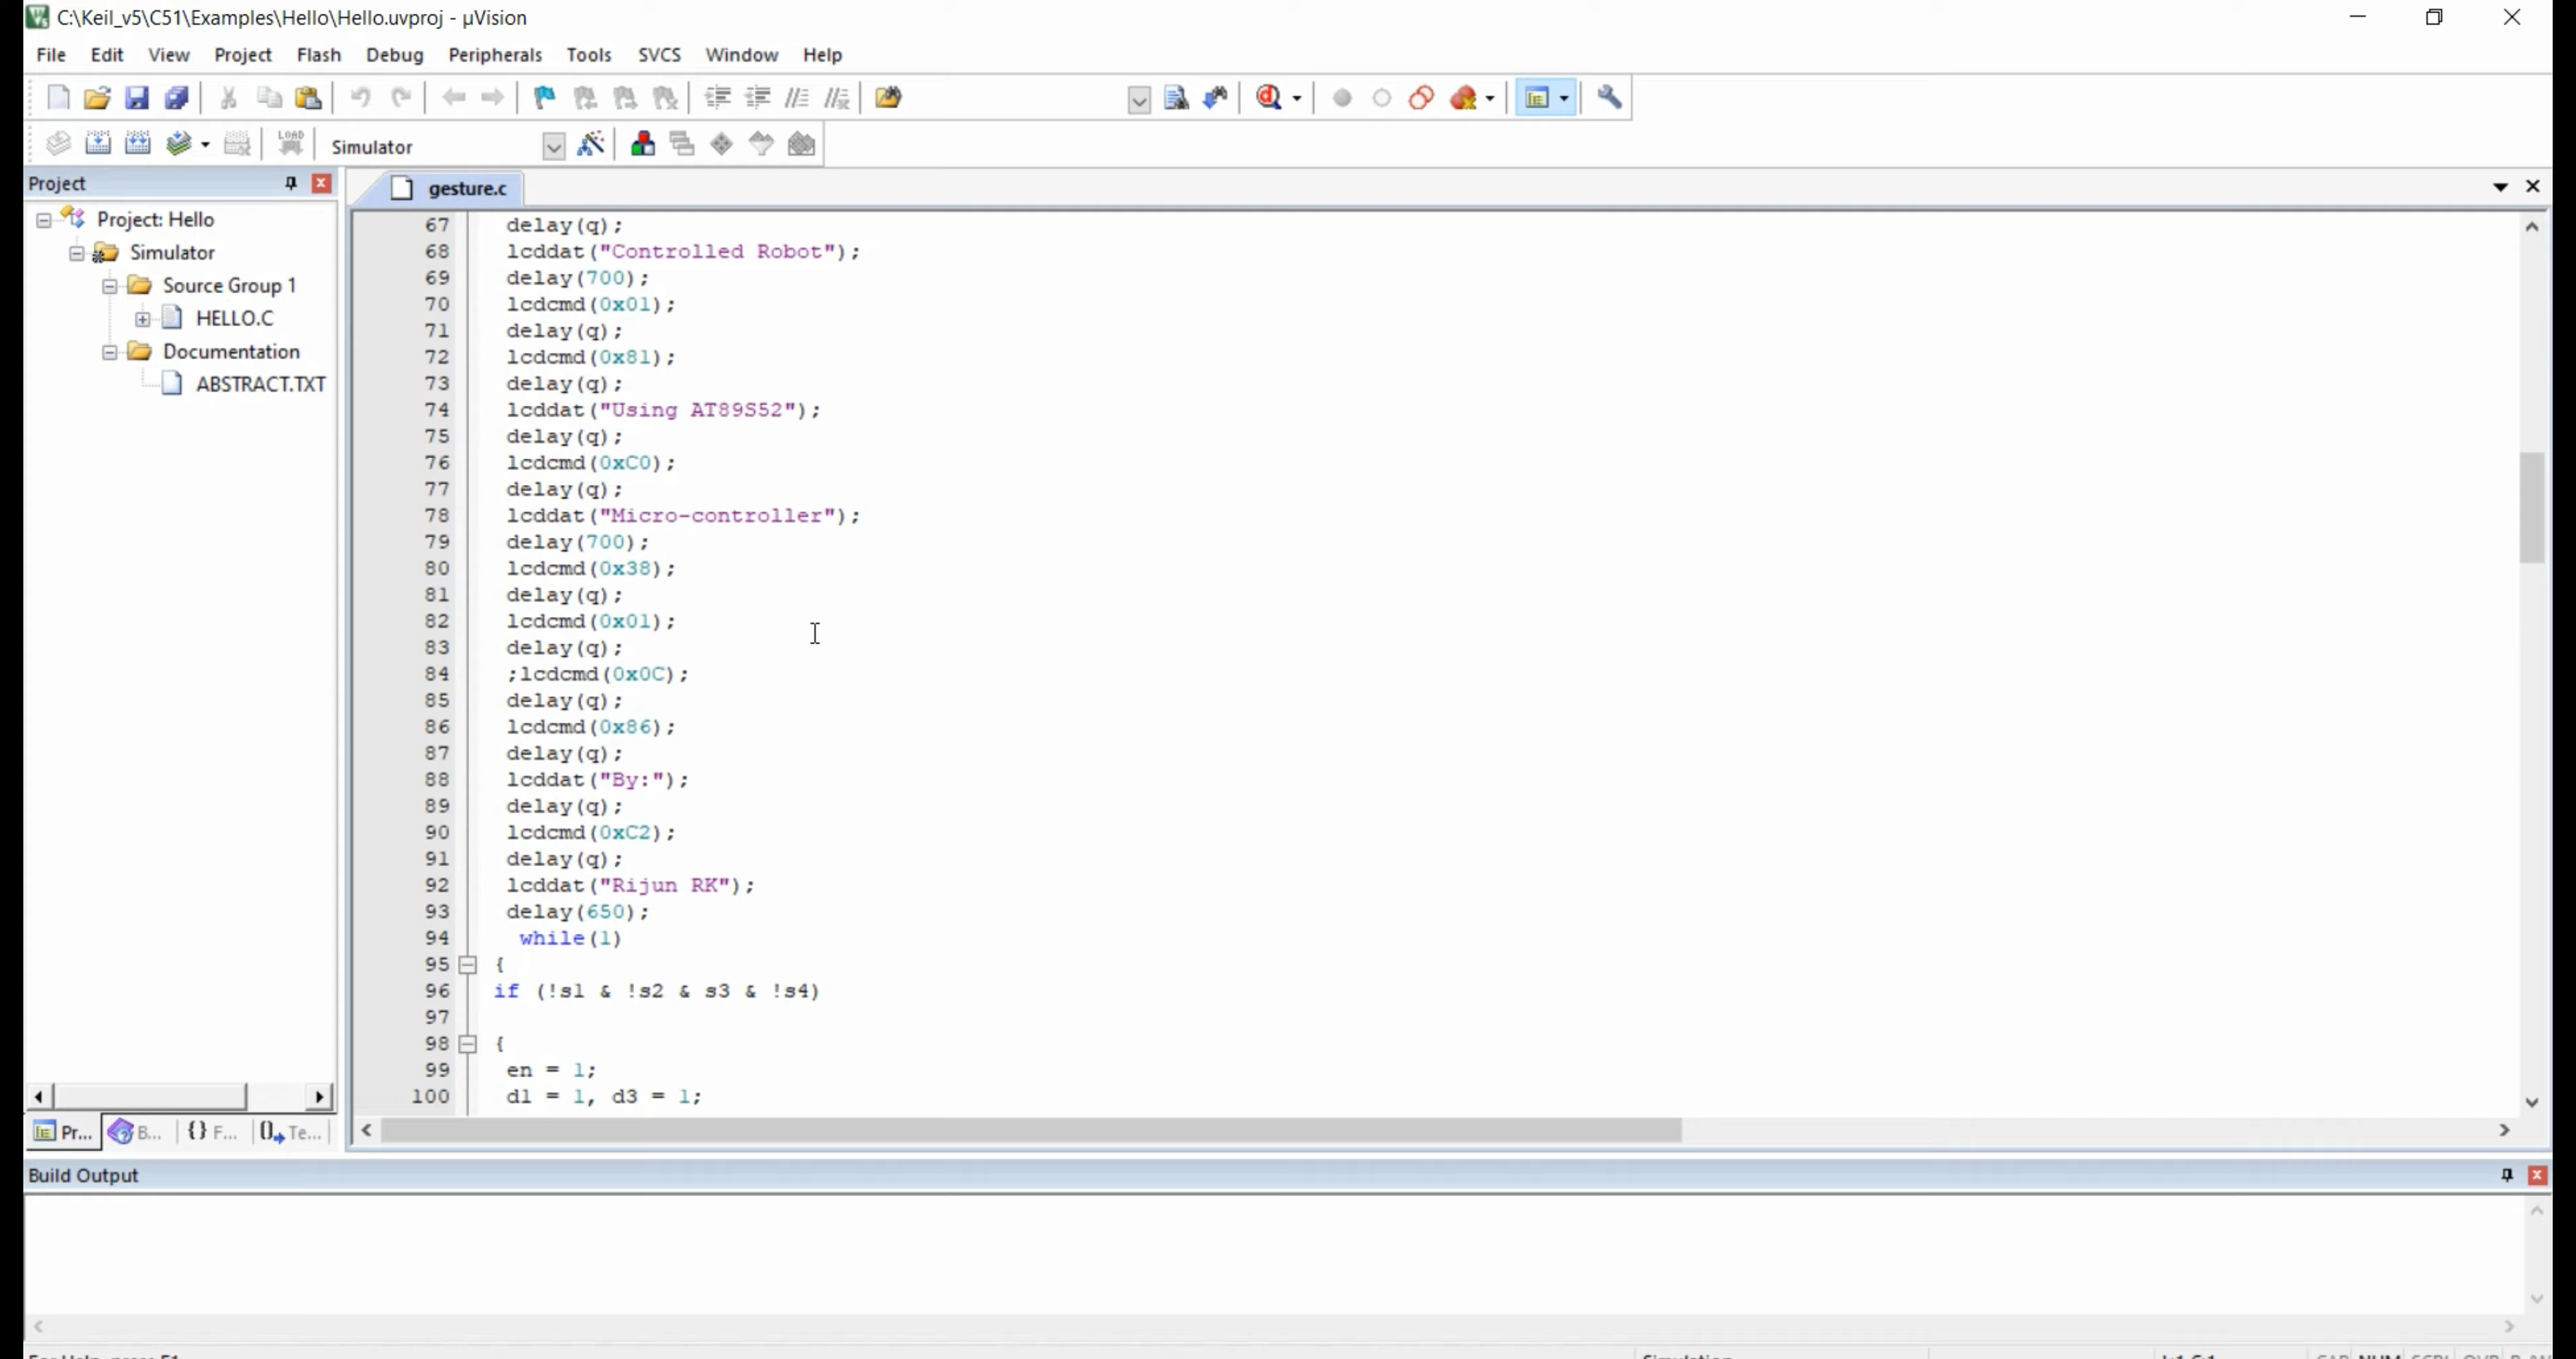 C:\Keil_v5\C51\Examples\Hello\Hello.uvproj - µVision
File Edit View Project Flash Debug Peripherals Tools SVCS Window Help
LOAD
Simulator
Project
gesture.c
Project: Hello
Simulator
Source Group 1
HELLO.C
Documentation
ABSTRACT.TXT
67 delay(q);
68 lcddat("Controlled Robot");
69 delay(700);
70 lcdcmd(0x01);
71 delay(q);
72 lcdcmd(0x81);
73 delay(q);
74 lcddat("Using AT89S52");
75 delay(q);
76 lcdcmd(0xC0);
77 delay(q);
78 lcddat("Micro-controller");
79 delay(700);
80 lcdcmd(0x38);
81 delay(q);
82 lcdcmd(0x01);
83 delay(q);
84 ;lcdcmd(0x0C);
85 delay(q);
86 lcdcmd(0x86);
87 delay(q);
88 lcddat("By:");
89 delay(q);
90 lcdcmd(0xC2);
91 delay(q);
92 lcddat("Rijun RK");
93 delay(650);
94 while(1)
95 {
96 if (!s1 & !s2 & s3 & !s4)
97
98 {
99 en = 1;
100 d1 = 1, d3 = 1;
Pr... B... {} F... Te...
Build Output